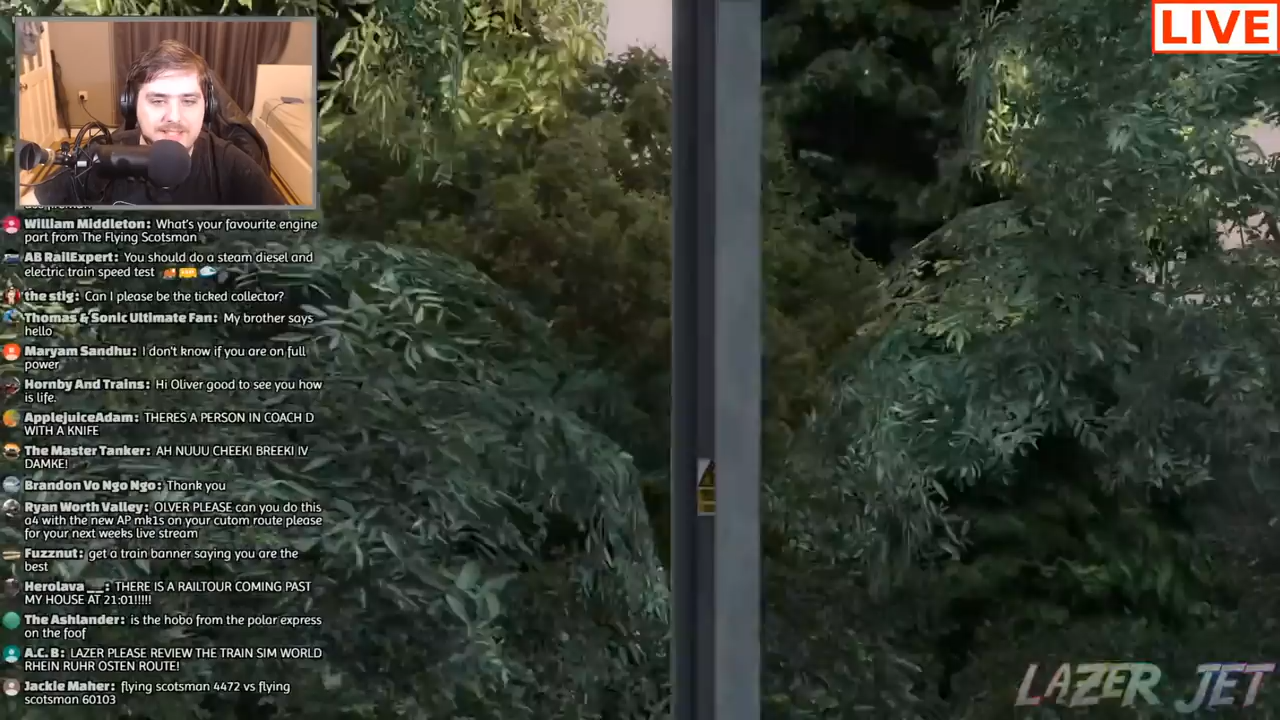 LIVE
William Middleton: What's your favourite engine
part from The Flying Scotsman
AB RailExpert: You should do a steam diesel and
electric train speed test
the stig: Can I please be the ticked collector?
Thomas & Sonic Ultimate Fan: My brother says
hello
Maryam Sandhu: I don't know if you are on full
power
Hornby And Trains: Hi Oliver good to see you how
is life.
ApplejuiceAdam: THERES A PERSON IN COACH D
WITH A KNIFE
The Master Tanker: AH NUUU CHEEKI BREEKI IV
DAMKE!
Brandon Vo Ngo Ngo: Thank you
Ryan Worth Valley: OLVER PLEASE can you do this
a4 with the new AP mk1s on your cutom route please
for your next weeks live stream
Fuzznut: get a train banner saying you are the
best
Herolava __: THERE IS A RAILTOUR COMING PAST
MY HOUSE AT 21:01!!!!!
The Ashlander: is the hobo from the polar express
on the foof
A.C. B: LAZER PLEASE REVIEW THE TRAIN SIM WORLD
RHEIN RUHR OSTEN ROUTE!
Jackie Maher: flying scotsman 4472 vs flying
scotsman 60103
LAZER JET